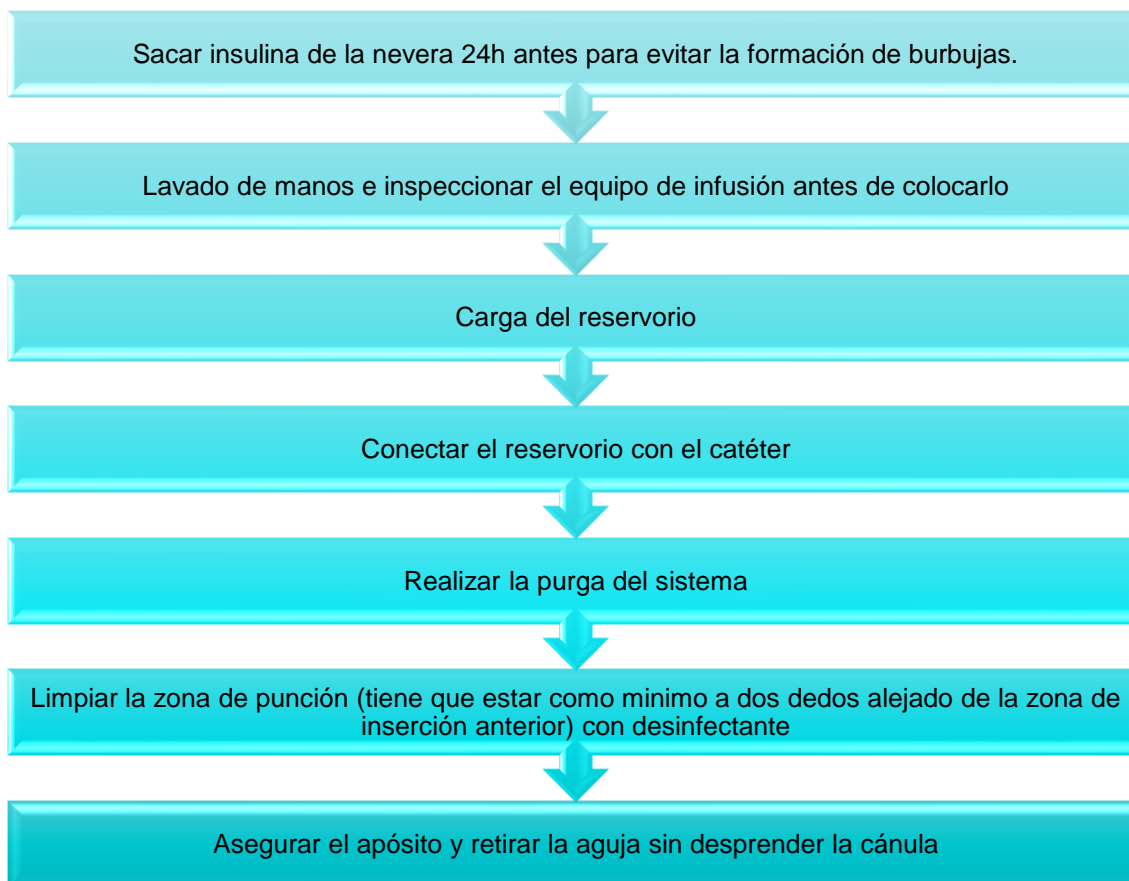 Sacar insulina de la nevera 24h antes para evitar la formación de burbujas.
Lavado de manos e inspeccionar el equipo de infusión antes de colocarlo
Carga del reservorio
Conectar el reservorio con el catéter
Realizar la purga del sistema
Limpiar la zona de punción (tiene que estar como minimo a dos dedos alejado de la zona de
inserción anterior) con desinfectante
Asegurar el apósito y retirar la aguja sin desprender la cánula